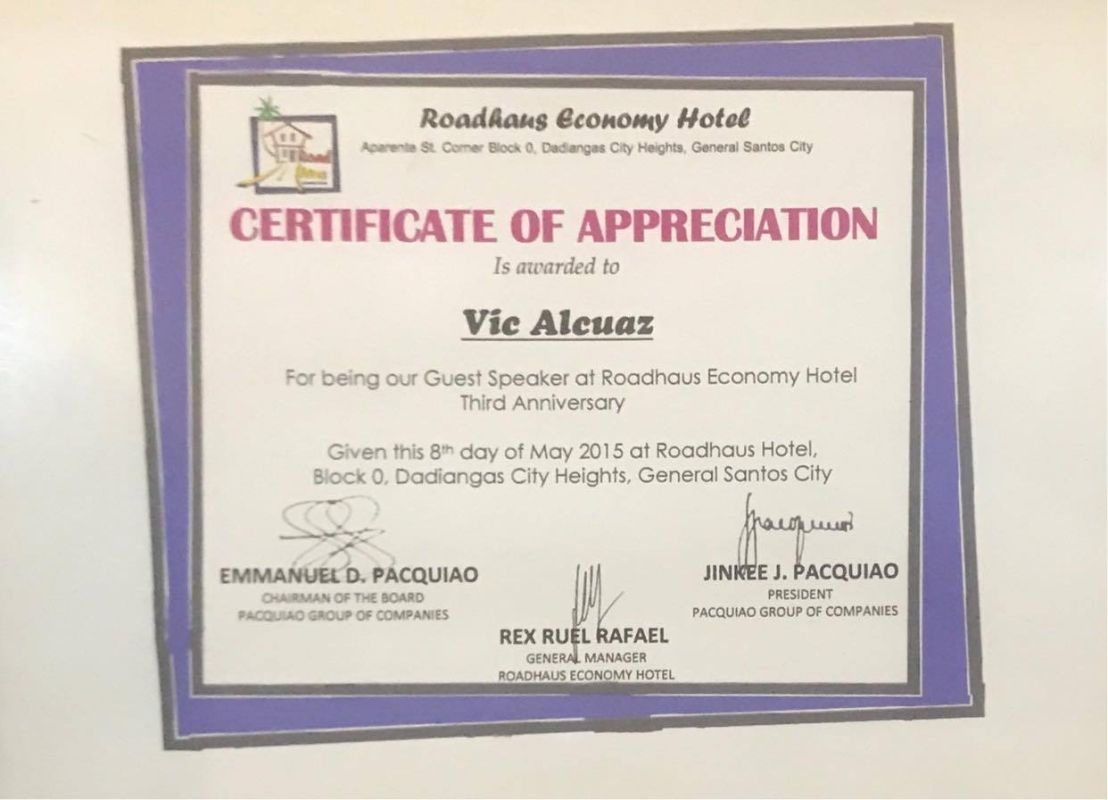 Roadhaus Economy Hotel
Aparente St. Corner Block 0, Dadiangas City Heights, General Santos City
Road
CERTIFICATE OF APPRECIATION
Is awarded to
Vic Alcuaz
For being our Guest Speaker at Roadhaus Economy Hotel
Third Anniversary
Given this 8th day of May 2015 at Roadhaus Hotel,
Block 0, Dadiangas City Heights, General Santos City
EMMANUEL D. PACQUIAO
CHAIRMAN OF THE BOARD
PACQUIAO GROUP OF COMPANIES
JINKEE J. PACQUIAO
PRESIDENT
PACQUIAO GROUP OF COMPANIES
REX RUEL RAFAEL
GENERAL MANAGER
ROADHAUS ECONOMY HOTEL